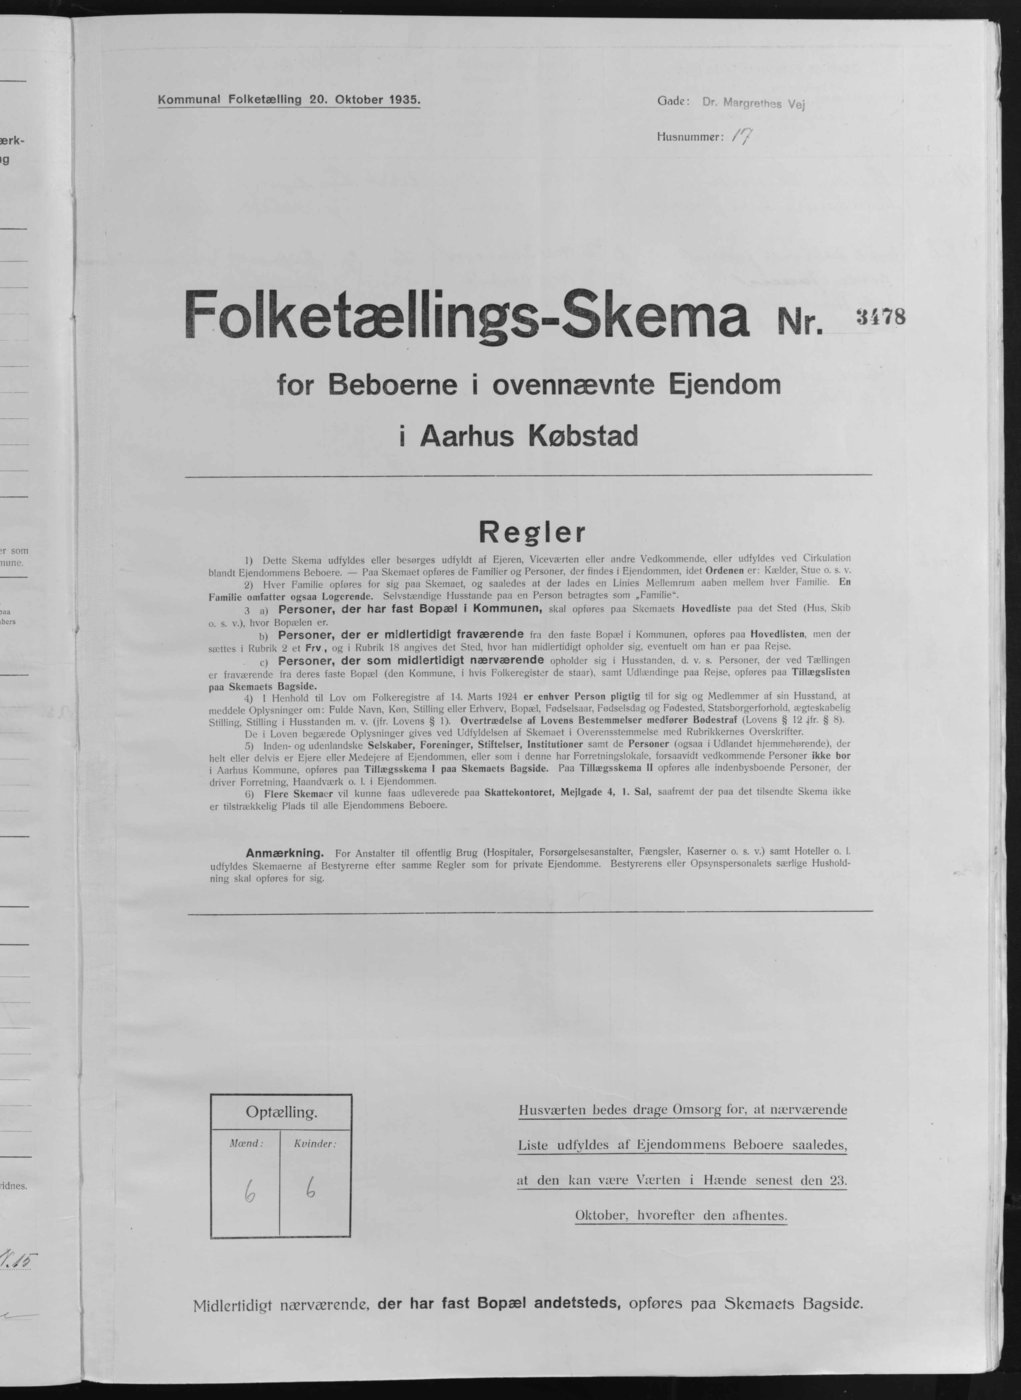 Kommunal Folketælling 20. Oktober 1935.
Gade: Dr. Margrethes Vej
Husnummer: 17
Folketællings-Skema Nr. 3478
for Beboerne i ovennævnte Ejendom
i Aarhus Købstad
Regler
1) Dette Skema udfyldes eller besørges udfyldt af Ejeren, Viceværten eller andre Vedkommende, eller udfyldes ved Cirkulation
blandt Ejendommens Beboere. — Paa Skemaet opføres de Familier og Personer, der findes i Ejendommen, idet Ordenen er: Kælder, Stue o. s. v.
2) Hver Familie opføres for sig paa Skemaet, og saaledes at der lades en Linies Mellemrum aaben mellem hver Familie. En
Familie omfatter ogsaa Logerende. Selvstændige Husstande paa en Person betragtes som „Familie“.
3 a) Personer, der har fast Bopæl i Kommunen, skal opføres paa Skemaets Hovedliste paa det Sted (Hus, Skib
o. s. v.), hvor Bopælen er.
b) Personer, der er midlertidigt fraværende fra den faste Bopæl i Kommunen, opføres paa Hovedlisten, men der
sættes i Rubrik 2 et Frv., og i Rubrik 18 angives det Sted, hvor han midlertidigt opholder sig, eventuelt om han er paa Rejse.
c) Personer, der som midlertidigt nærværende opholder sig i Husstanden, d. v. s. Personer, der ved Tællingen
er fraværende fra deres faste Bopæl (den Kommune, i hvis Folkeregister de staar), samt Udlændinge paa Rejse, opføres paa Tillægslisten
paa Skemaets Bagside.
4) I Henhold til Lov om Folkeregistre af 14. Marts 1924 er enhver Person pligtig til for sig og Medlemmer af sin Husstand, at
meddele Oplysninger om: Fulde Navn, Køn, Stilling eller Erhverv, Bopæl, Fødselsaar, Fødselsdag og Fødested, Statsborgerforhold, ægteskabelig
Stilling, Stilling i Husstanden m. v. (jfr. Lovens § 1). Overtrædelse af Lovens Bestemmelser medfører Bødestraf (Lovens § 12 jfr. § 8).
De i Loven begærede Oplysninger gives ved Udfyldelsen af Skemaet i Overensstemmelse med Rubrikkernes Overskrifter.
5) Inden- og udenlandske Selskaber, Foreninger, Stiftelser, Institutioner samt de Personer (ogsaa i Udlandet hjemmehørende), der
helt eller delvis er Ejere eller Medejere af Ejendommen, eller som i denne har Forretningslokale, forsaavidt vedkommende Personer ikke bor
i Aarhus Kommune, opføres paa Tillægsskema I paa Skemaets Bagside. Paa Tillægsskema II opføres alle indenbysboende Personer, der
driver Forretning, Haandværk o. l. i Ejendommen.
6) Flere Skemaer vil kunne faas udleverede paa Skattekontoret, Mejlgade 4, 1. Sal, saafremt der paa det tilsendte Skema ikke
er tilstrækkelig Plads til alle Ejendommens Beboere.
Anmærkning. For Anstalter til offentlig Brug (Hospitaler, Forsørgelsesanstalter, Fængsler, Kaserner o. s. v.) samt Hoteller o. l.
udfyldes Skemaerne af Bestyrerne efter samme Regler som for private Ejendomme. Bestyrerens eller Opsynspersonalets særlige Hushold-
ning skal opføres for sig.
Optælling.
Mænd: Kvinder:
6 6
Husværten bedes drage Omsorg for, at nærværende
Liste udfyldes af Ejendommens Beboere saaledes,
at den kan være Værten i Hænde senest den 23.
Oktober, hvorefter den afhentes.
Midlertidigt nærværende, der har fast Bopæl andetsteds, opføres paa Skemaets Bagside.